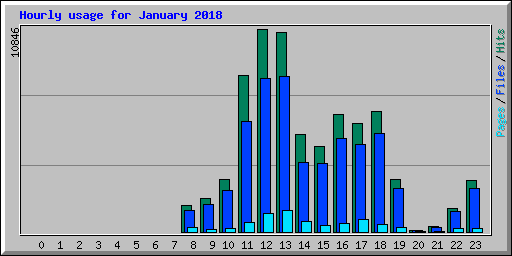 Hourly usage for January 2018
10846
Pages/Files/Hits
0 1 2 3 4 5 6 7 8 9 10 11 12 13 14 15 16 17 18 19 20 21 22 23